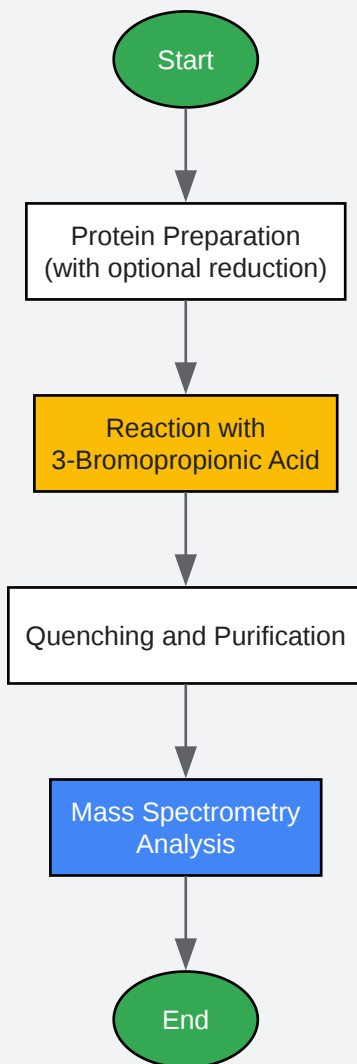 Start
Protein Preparation
(with optional reduction)
Reaction with
3-Bromopropionic Acid
Quenching and Purification
Mass Spectrometry
Analysis
End